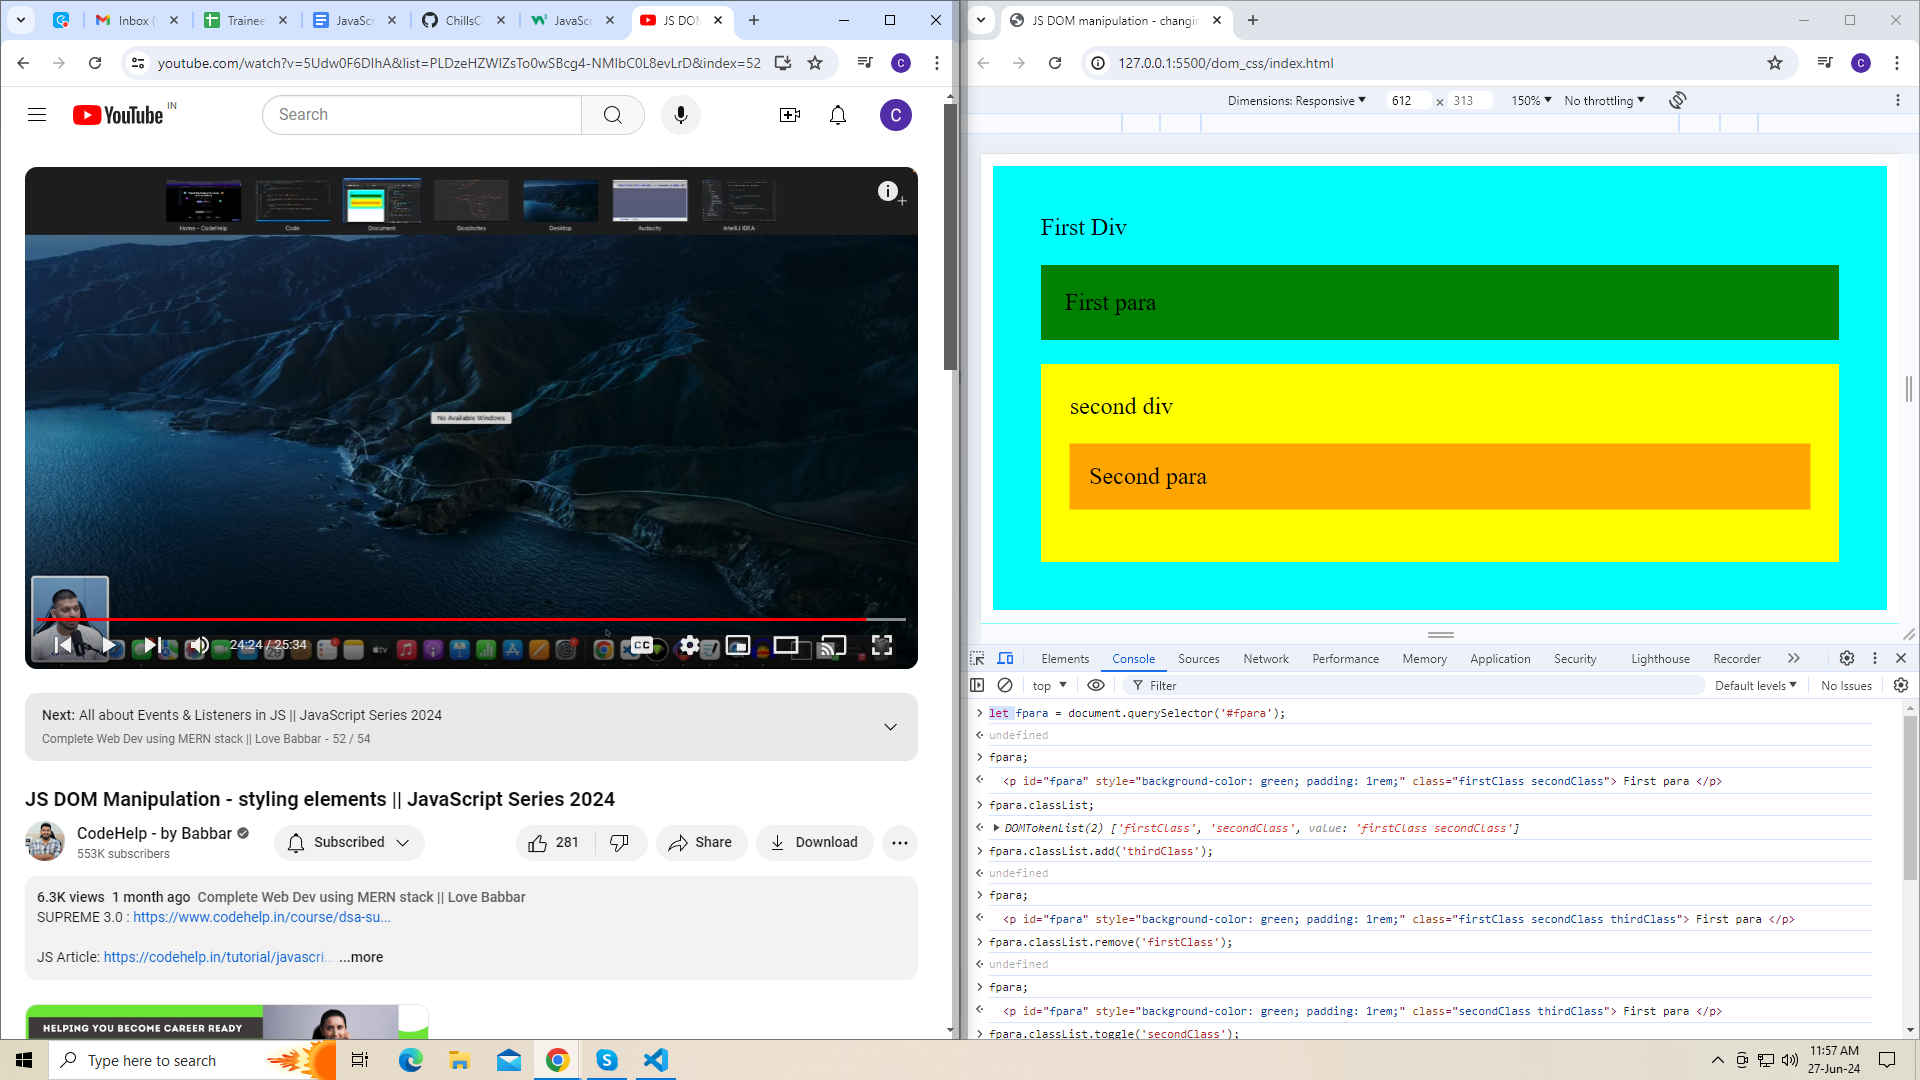 Inbox
Trainee
JavaScr
ChillsCi
JavaScr
JS DOM
JS DOM manipulation - changin
youtube.com/watch?v=5Udw0F6DIhA&list=PLDzeHZWIZsTo0wSBcg4-NMIbC0L8evLrD&index=52
C
127.0.0.1:5500/dom_css/index.html
C
YouTube IN
Search
C
Dimensions: Responsive 612 × 313 150% No throttling
Home - CodeHelp Code Document Goodnotes Desktop Audacity IntelliJ IDEA
No Available Windows
24:24 / 25:34
CC
First Div
First para
second div
Second para
Next: All about Events & Listeners in JS || JavaScript Series 2024
Complete Web Dev using MERN stack || Love Babbar - 52 / 54
JS DOM Manipulation - styling elements || JavaScript Series 2024
CodeHelp - by Babbar
553K subscribers
Subscribed
281
Share
Download
6.3K views 1 month ago Complete Web Dev using MERN stack || Love Babbar
SUPREME 3.0 : https://www.codehelp.in/course/dsa-su...
JS Article: https://codehelp.in/tutorial/javascri... ...more
HELPING YOU BECOME CAREER READY
Elements Console Sources Network Performance Memory Application Security Lighthouse Recorder
top Filter Default levels No Issues
let fpara = document.querySelector('#fpara');
undefined
fpara;
<p id="fpara" style="background-color: green; padding: 1rem;" class="firstClass secondClass"> First para </p>
fpara.classList;
DOMTokenList(2) ['firstClass', 'secondClass', value: 'firstClass secondClass']
fpara.classList.add('thirdClass');
undefined
fpara;
<p id="fpara" style="background-color: green; padding: 1rem;" class="firstClass secondClass thirdClass"> First para </p>
fpara.classList.remove('firstClass');
undefined
fpara;
<p id="fpara" style="background-color: green; padding: 1rem;" class="secondClass thirdClass"> First para </p>
fpara.classList.toggle('secondClass');
Type here to search
11:57 AM
27-Jun-24